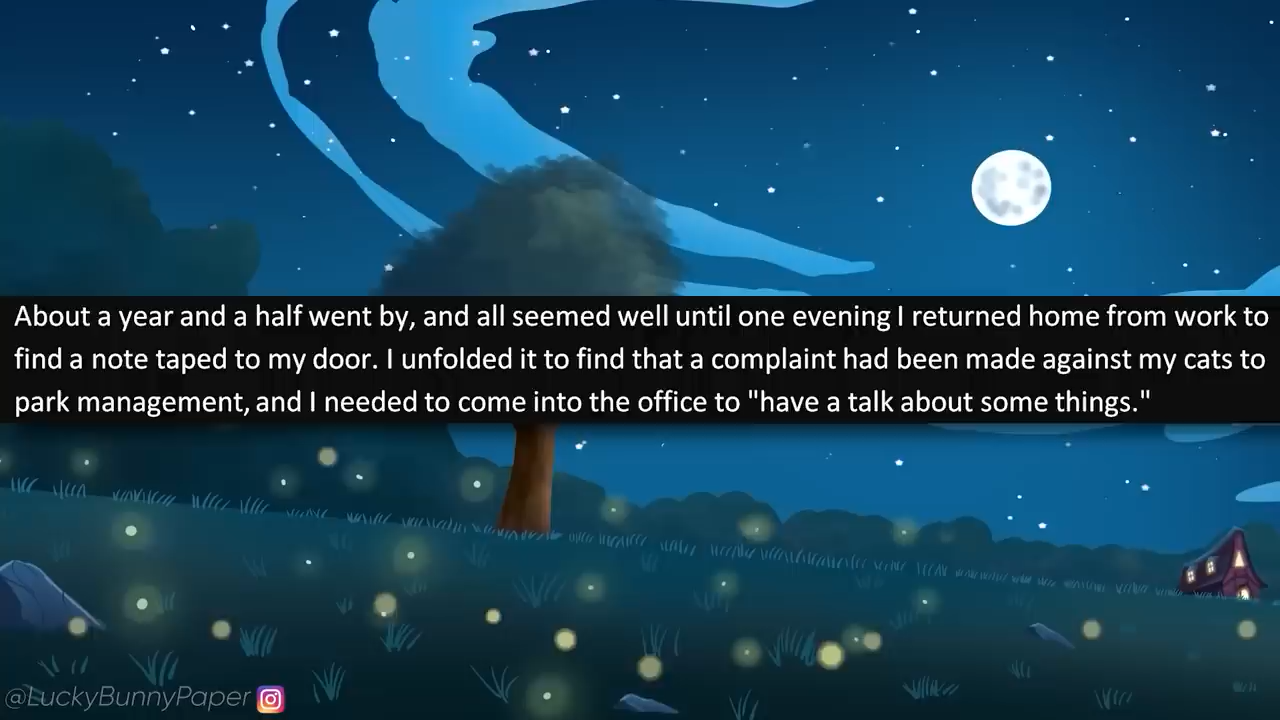 About a year and a half went by, and all seemed well until one evening I returned home from work to
find a note taped to my door. I unfolded it to find that a complaint had been made against my cats to
park management, and I needed to come into the office to "have a talk about some things."
@LuckyBunnyPaper